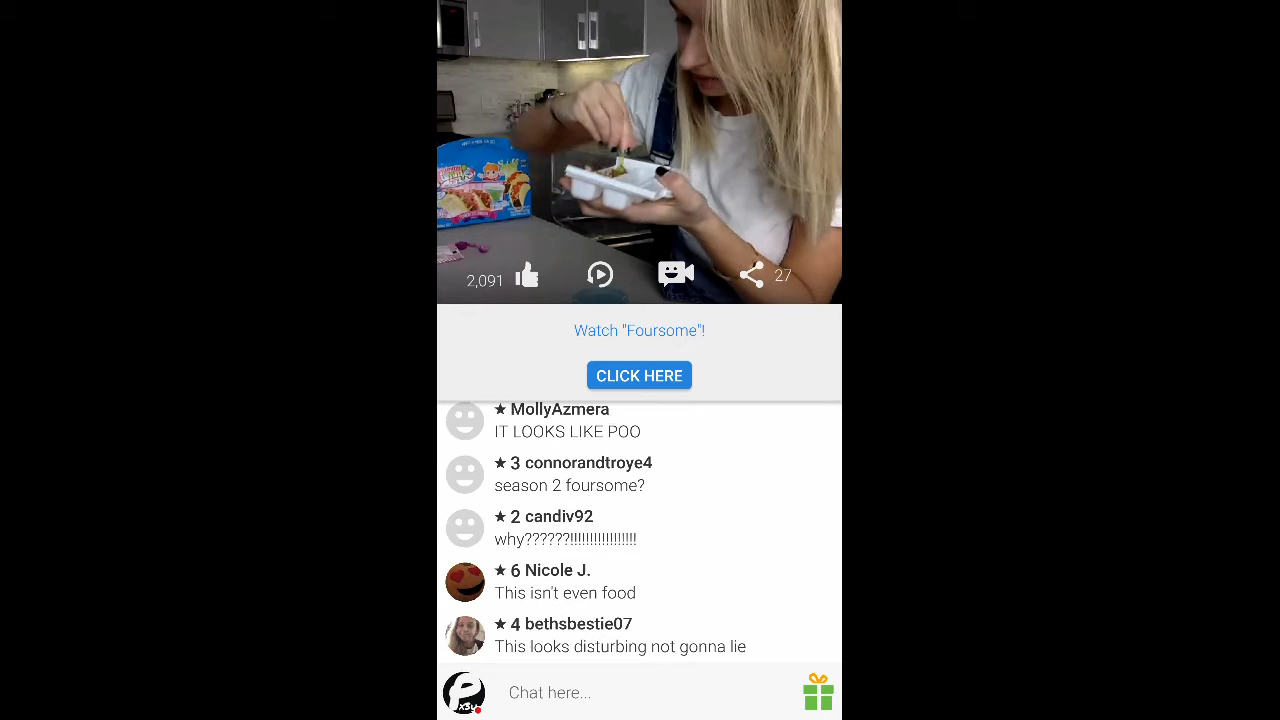 2,091
27
Watch "Foursome"!
CLICK HERE
★ MollyAzmera
IT LOOKS LIKE POO
★ 3 connorandtroye4
season 2 foursome?
★ 2 candiv92
why??????!!!!!!!!!!!!!!!!!
★ 6 Nicole J.
This isn't even food
★ 4 bethsbestie07
This looks disturbing not gonna lie
Chat here...